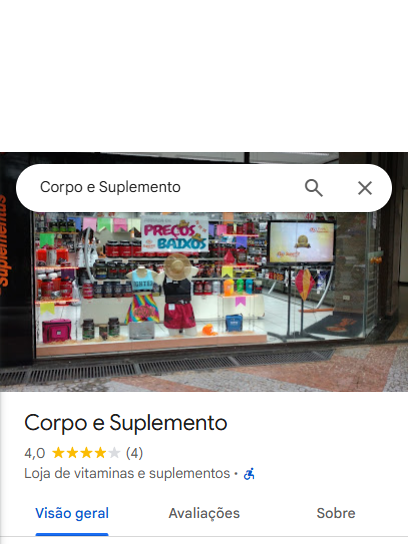 Corpo e Suplemento
Suplementos
PREÇOS
BAIXOS
Corpo e Suplemento
4,0 (4)
Loja de vitaminas e suplementos ·
Visão geral
Avaliações
Sobre